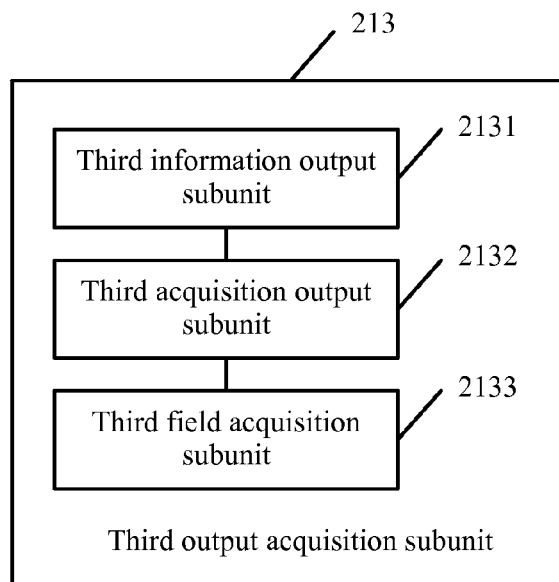 213
Third information output
subunit
2131
Third acquisition output
subunit
2132
Third field acquisition
subunit
2133
Third output acquisition subunit